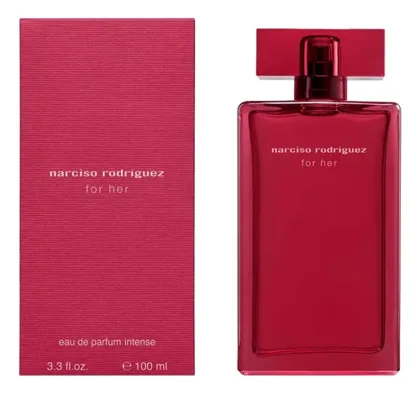 narciso rodriguez
for her
eau de parfum intense
3.3 fl.oz. ℮ 100 ml
narciso rodriguez
for her